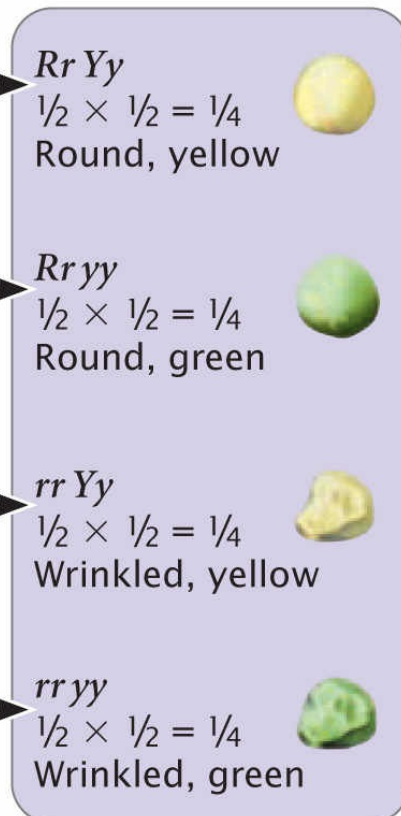 Rr Yy
½ × ½ = ¼
Round, yellow
Rr yy
½ × ½ = ¼
Round, green
rr Yy
½ × ½ = ¼
Wrinkled, yellow
rr yy
½ × ½ = ¼
Wrinkled, green